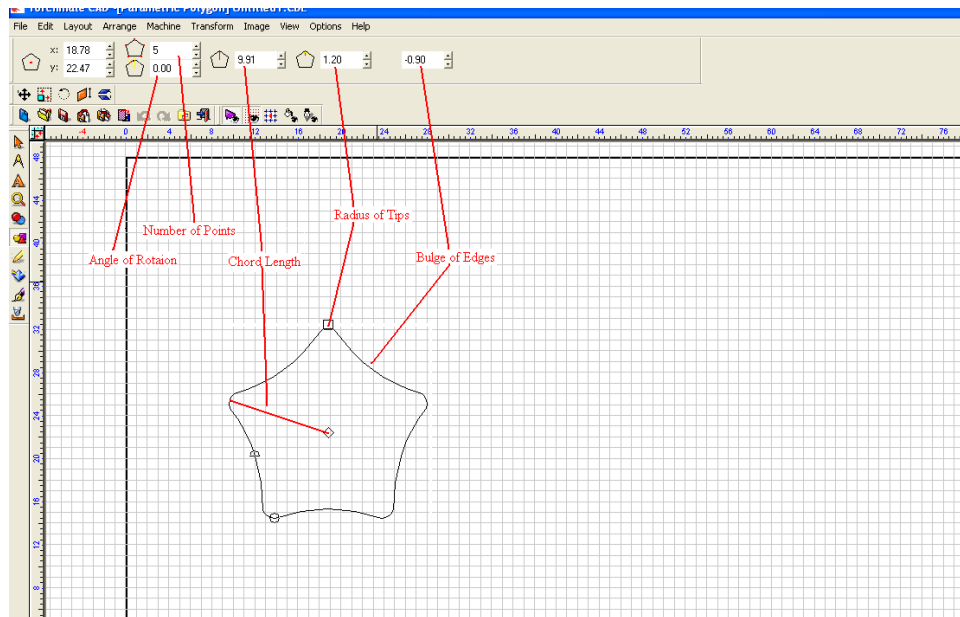 Torchmate CAD -[Parametric Polygon] Untitled1.CDL
File Edit Layout Arrange Machine Transform Image View Options Help
x: 18.78 5 9.91 1.20 -0.90
y: 22.47 0.00
-4 0 4 8 12 16 20 24 28 32 36 40 44 48 52 56 60 64 68 72 76
48
44
40
36
32
28
24
20
16
12
8
Radius of Tips
Number of Points
Bulge of Edges
Angle of Rotaion
Chord Length